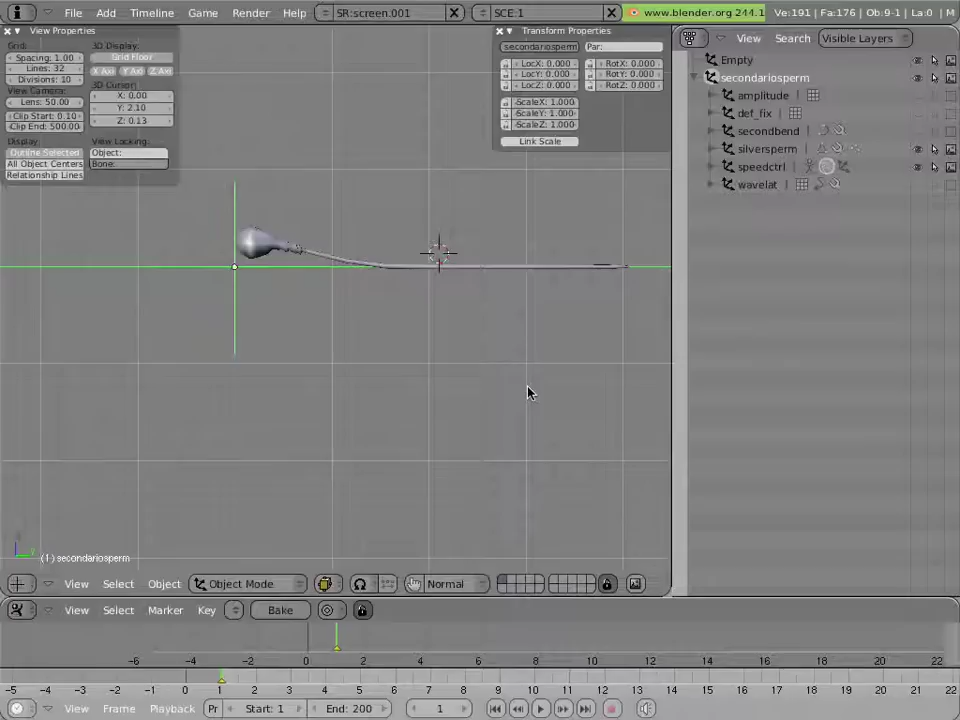 File Add Timeline Game Render Help SR:screen.001 SCE:1 www.blender.org 244.1 Ve:191 | Fa:176 | Ob:9-1 | La:0 | M
View Properties
Grid:
Spacing: 1.00
Lines: 32
Divisions: 10
View Camera:
Lens: 50.00
Clip Start: 0.10
Clip End: 500.00
Display:
Outline Selected
All Object Centers
Relationship Lines
3D Display:
Grid Floor
X Axi Y Axi Z Axi
3D Cursor
X: 0.00
Y: 2.10
Z: 0.13
View Locking:
Object:
Bone:
Transform Properties
secondariosperm Par:
LocX: 0.000 RotX: 0.000
LocY: 0.000 RotY: 0.000
LocZ: 0.000 RotZ: 0.000
ScaleX: 1.000
ScaleY: 1.000
ScaleZ: 1.000
Link Scale
View Search Visible Layers
Empty
secondariosperm
amplitude
def_fix
secondbend
silversperm
speedctrl
wavelat
(1) secondariosperm
View Select Object Object Mode Normal
View Select Marker Key Bake
-6 -4 -2 0 2 4 6 8 10 12 14 16 18 20 22
-5 -4 -3 -2 -1 0 1 2 3 4 5 6 7 8 9 10 11 12 13 14 15 16 17 18 19 20 21 22
View Frame Playback Pr Start: 1 End: 200 1